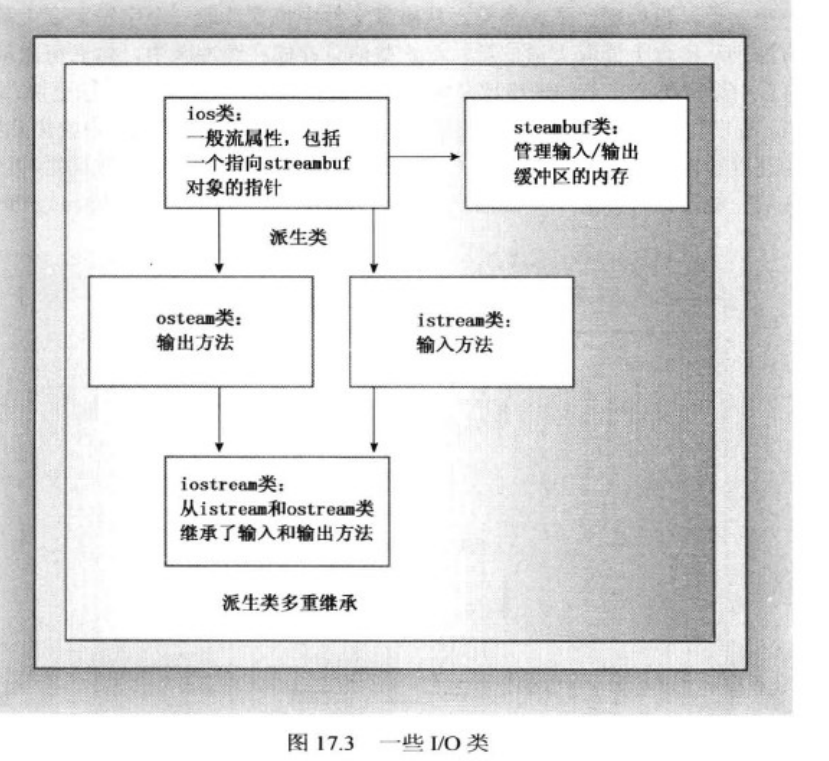 ios类：
一般流属性，包括
一个指向streambuf
对象的指针
steambuf类：
管理输入/输出
缓冲区的内存
派生类
osteam类：
输出方法
istream类：
输入方法
iostream类：
从istream和ostream类
继承了输入和输出方法
派生类多重继承
图 17.3 一些 I/O 类